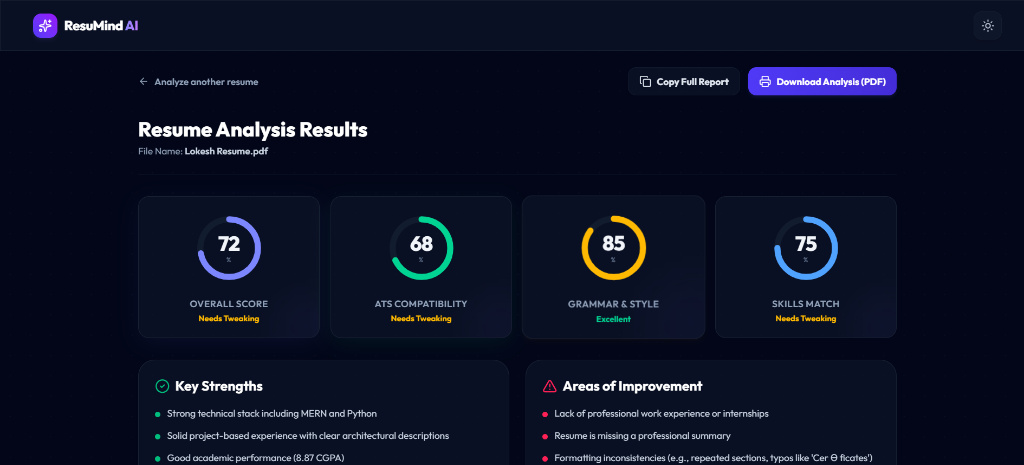 ResuMind AI
Analyze another resume
Copy Full Report
Download Analysis (PDF)
Resume Analysis Results
File Name: Lokesh Resume.pdf
72
%
OVERALL SCORE
Needs Tweaking
68
%
ATS COMPATIBILITY
Needs Tweaking
85
%
GRAMMAR & STYLE
Excellent
75
%
SKILLS MATCH
Needs Tweaking
Key Strengths
Strong technical stack including MERN and Python
Solid project-based experience with clear architectural descriptions
Good academic performance (8.87 CGPA)
Areas of Improvement
Lack of professional work experience or internships
Resume is missing a professional summary
Formatting inconsistencies (e.g., repeated sections, typos like 'Cer Ɵ ficates')